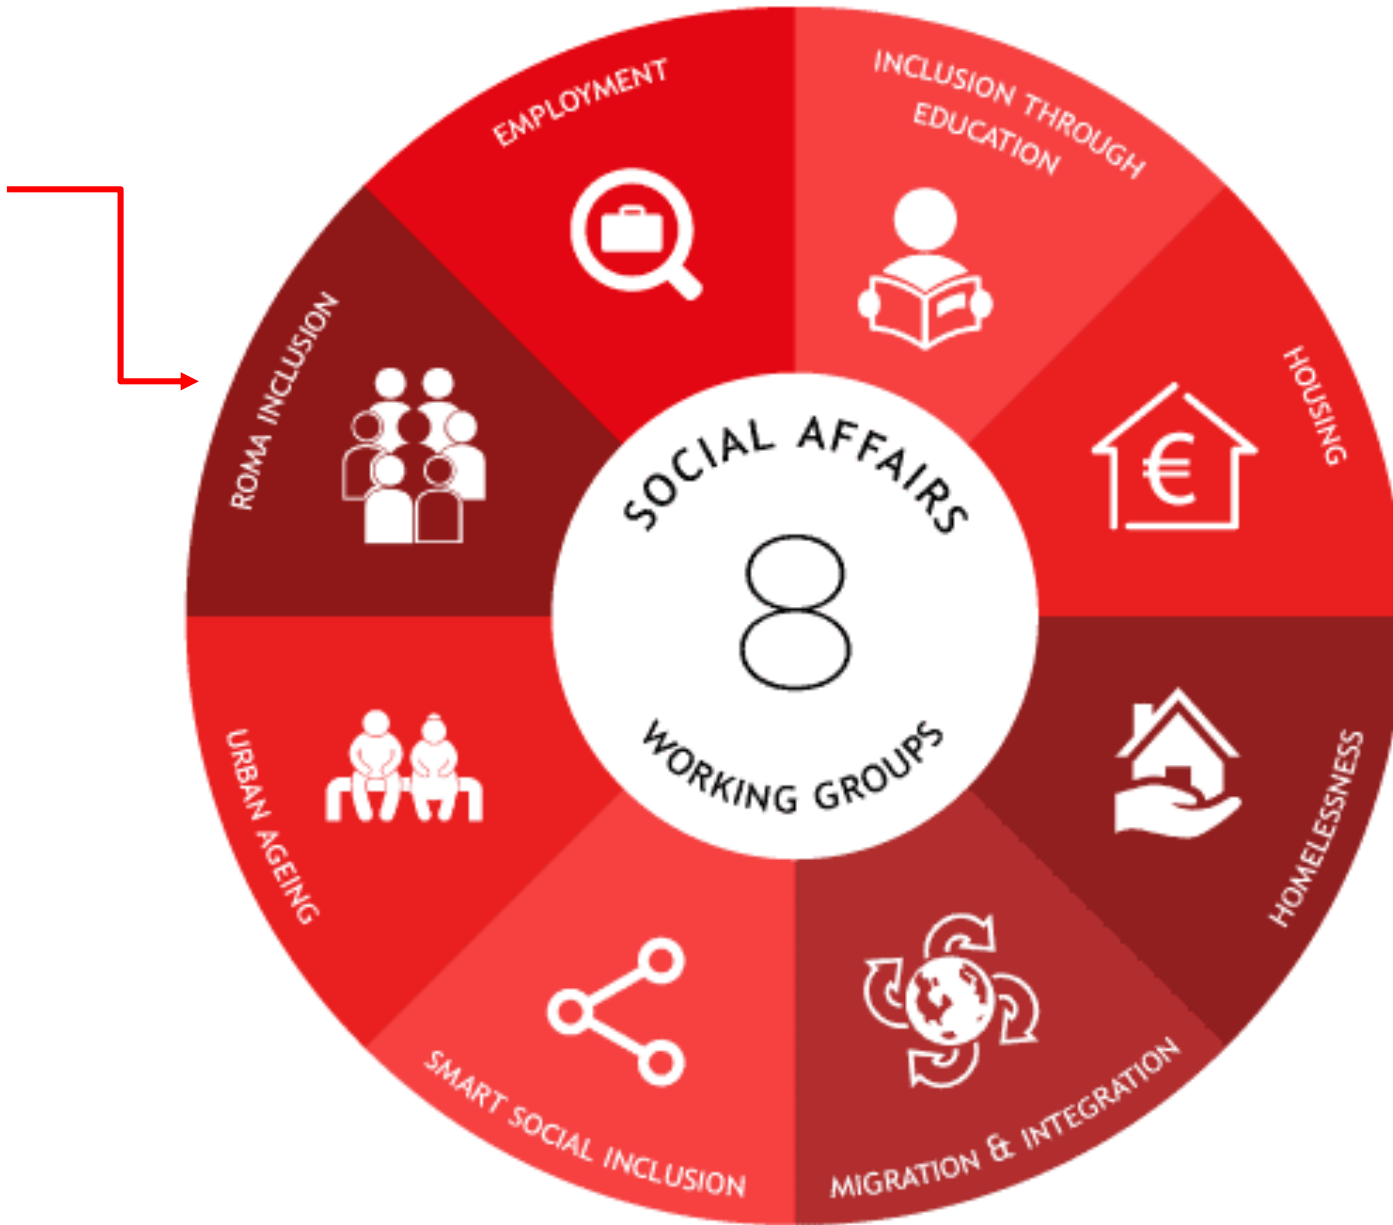 EMPLOYMENT
INCLUSION THROUGH
EDUCATION
HOUSING
HOMELESSNESS
MIGRATION & INTEGRATION
SMART SOCIAL INCLUSION
URBAN AGEING
ROMA INCLUSION
SOCIAL AFFAIRS
8
WORKING GROUPS
€